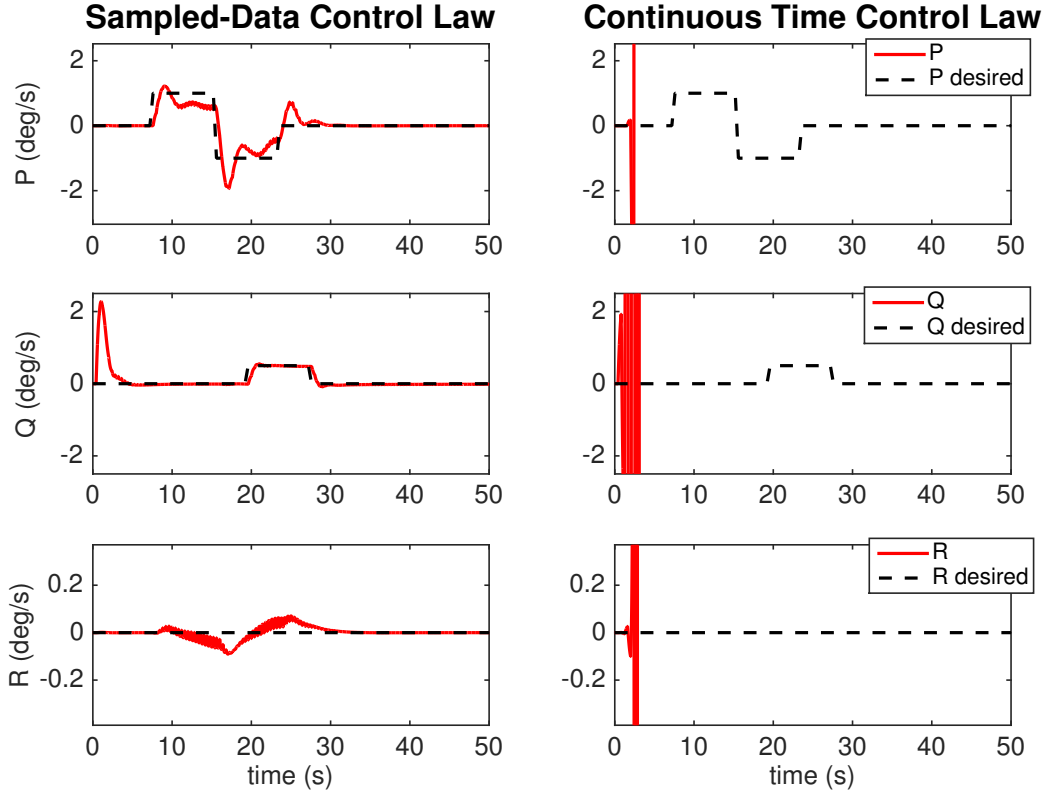 Sampled-Data Control Law
Continuous Time Control Law
P (deg/s)
2
0
-2
0 10 20 30 40 50
P
P desired
0 10 20 30 40 50
2
0
-2
Q (deg/s)
2
0
-2
0 10 20 30 40 50
Q
Q desired
0 10 20 30 40 50
2
0
-2
R (deg/s)
0.2
0
-0.2
0 10 20 30 40 50
time (s)
R
R desired
0.2
0
-0.2
0 10 20 30 40 50
time (s)